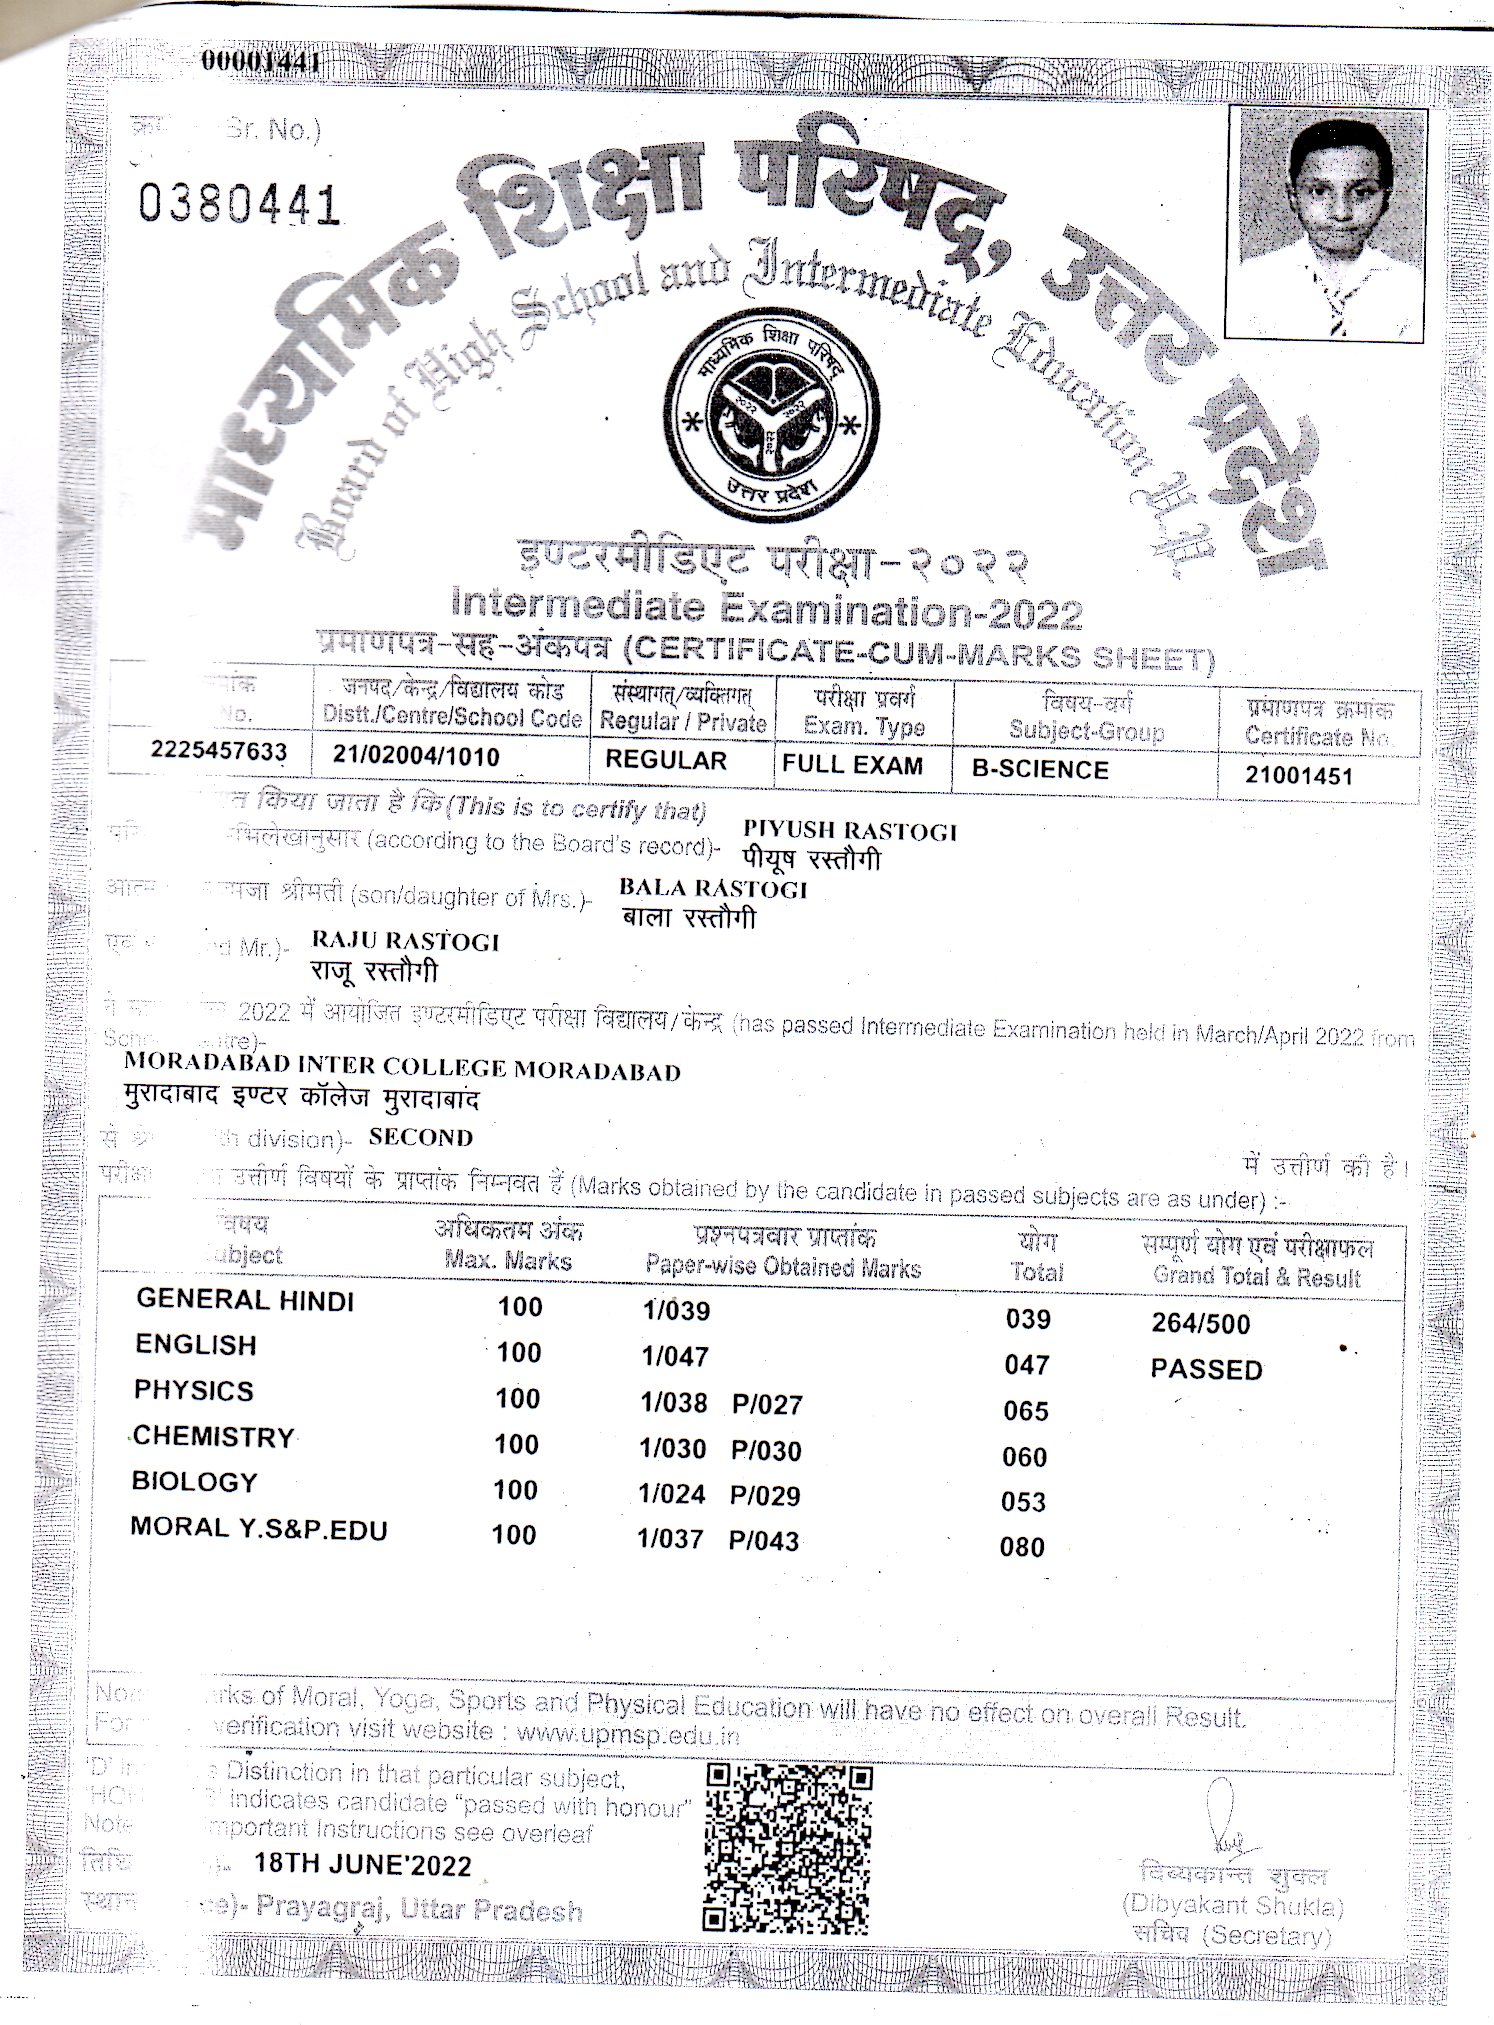 00001441
Sr. No.)
0380441
माध्यमिक शिक्षा परिषद्, उत्तर प्रदेश
Board of High School and Intermediate Education U.P.
माध्यमिक शिक्षा परिषद्
2022 2022
२२०२
उत्तर प्रदेश
इण्टरमीडिएट परीक्षा-२०२२
Intermediate Examination-2022
प्रमाणपत्र-सह-अंकपत्र (CERTIFICATE-CUM-MARKS SHEET)
जनपद/केन्द्र/विद्यालय कोड संस्थागत/व्यक्तिगत परीक्षा प्रवर्ग विषय-वर्ग प्रमाणपत्र क्रमांक
No. Distt./Centre/School Code Regular / Private Exam. Type Subject-Group Certificate No.
2225457633 21/02004/1010 REGULAR FULL EXAM B-SCIENCE 21001451
किया जाता है कि (This is to certify that)
(according to the Board's record)- PIYUSH RASTOGI
पीयूष रस्तौगी
श्रीमती (son/daughter of Mrs.)- BALA RASTOGI
बाला रस्तौगी
Mr.)- RAJU RASTOGI
राजू रस्तौगी
2022 में आयोजित इण्टरमीडिएट परीक्षा विद्यालय/केन्द्र (has passed Intermediate Examination held in March/April 2022 from
MORADABAD INTER COLLEGE MORADABAD
मुरादाबाद इण्टर कॉलेज मुरादाबाद
से division)- SECOND
में उत्तीर्ण की है।
उत्तीर्ण विषयों के प्राप्तांक निम्नवत हैं (Marks obtained by the candidate in passed subjects are as under) :-
विषय अधिकतम अंक प्रश्नपत्रवार प्राप्तांक योग सम्पूर्ण योग एवं परीक्षाफल
Max. Marks Paper-wise Obtained Marks Total Grand Total & Result
GENERAL HINDI 100 1/039 039 264/500
ENGLISH 100 1/047 047 PASSED
PHYSICS 100 1/038 P/027 065
CHEMISTRY 100 1/030 P/030 060
BIOLOGY 100 1/024 P/029 053
MORAL Y.S&P.EDU 100 1/037 P/043 080
of Moral, Yoga, Sports and Physical Education will have no effect on overall Result.
For verification visit website : www.upmsp.edu.in
'D' Distinction in that particular subject,
indicates candidate "passed with honour"
Note Important Instructions see overleaf
18TH JUNE'2022
स्थान Prayagraj, Uttar Pradesh
दिव्यकान्त शुक्ल
(Dibyakant Shukla)
सचिव (Secretary)